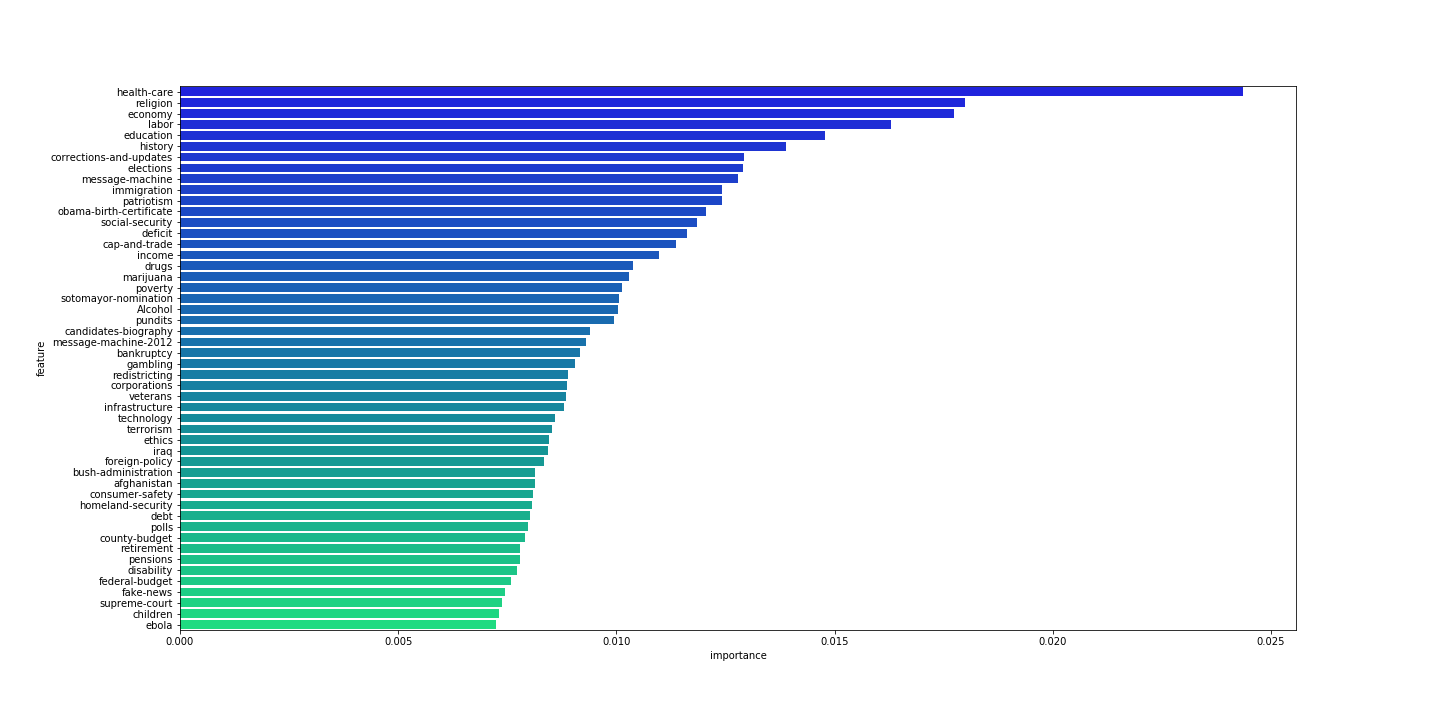 health-care
religion
economy
labor
education
history
corrections-and-updates
elections
message-machine
immigration
patriotism
obama-birth-certificate
social-security
deficit
cap-and-trade
income
drugs
marijuana
poverty
sotomayor-nomination
Alcohol
pundits
candidates-biography
message-machine-2012
bankruptcy
gambling
redistricting
corporations
veterans
infrastructure
technology
terrorism
ethics
iraq
foreign-policy
bush-administration
afghanistan
consumer-safety
homeland-security
debt
polls
county-budget
retirement
pensions
disability
federal-budget
fake-news
supreme-court
children
ebola
feature
0.000 0.005 0.010 0.015 0.020 0.025
importance